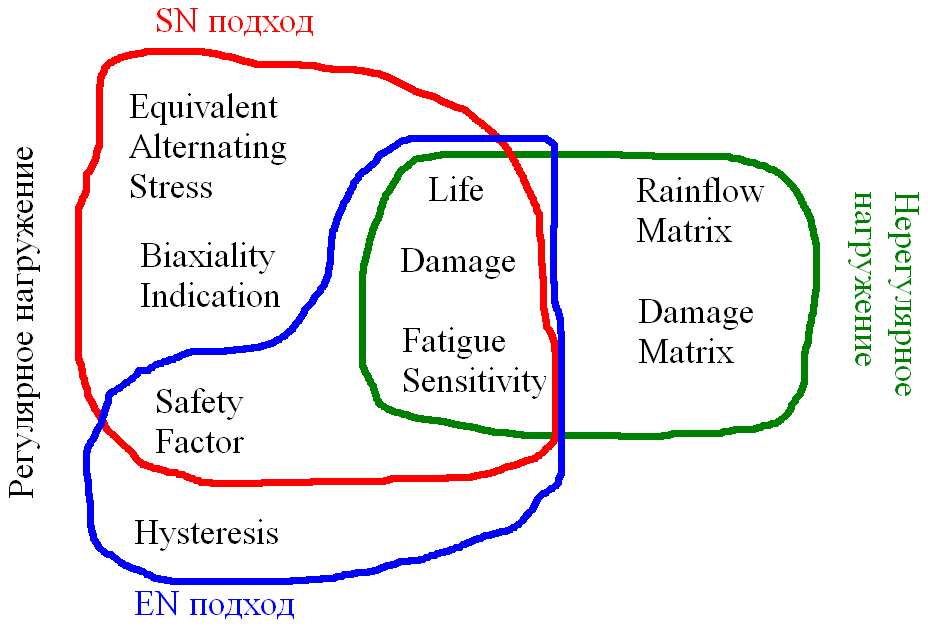 SN подход
Equivalent
Alternating
Stress
Biaxiality
Indication
Safety
Factor
Hysteresis
EN подход
Life
Damage
Fatigue
Sensitivity
Rainflow
Matrix
Damage
Matrix
Регулярное нагружение
Нерегулярное
нагружение